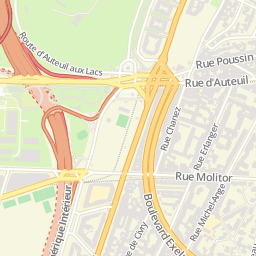 Route d'Auteuil aux Lacs
Rue Poussin
Rue d'Auteuil
Rue Chanez
Rue Erlanger
Rue Molitor
Rue Michel-Ange
Boulevard Exel
de Civry
érique Intérieur